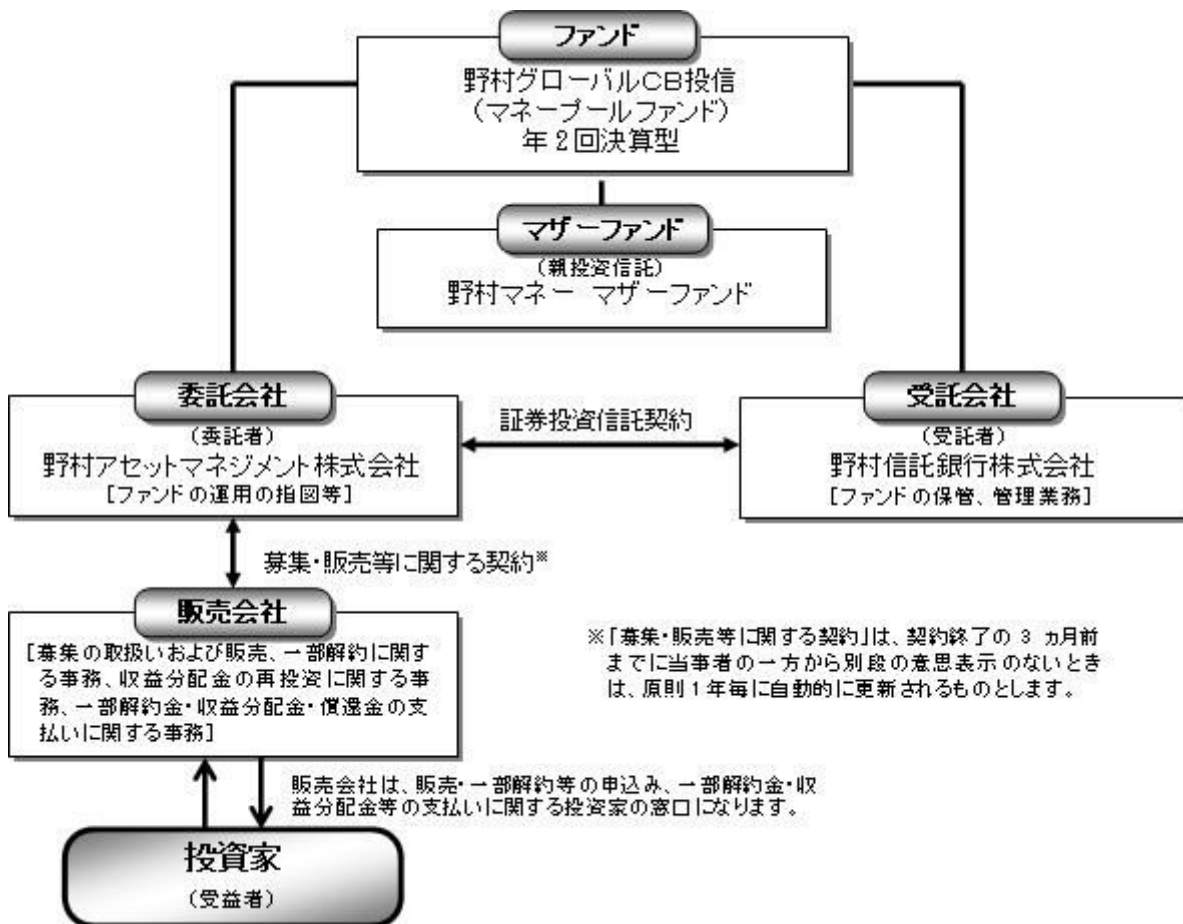 ファンド
野村グローバルCB投信
(マネープールファンド)
年2回決算型
マザーファンド
(親投資信託)
野村マネー マザーファンド
委託会社
(委託者)
野村アセットマネジメント株式会社
[ファンドの運用の指図等]
証券投資信託契約
受託会社
(受託者)
野村信託銀行株式会社
[ファンドの保管、管理業務]
募集・販売等に関する契約※
販売会社
[募集の取扱いおよび販売、一部解約に関す
る事務、収益分配金の再投資に関する事
務、一部解約金・収益分配金・償還金の支
払いに関する事務]
※「募集・販売等に関する契約」は、契約終了の 3 ヵ月前
までに当事者の一方から別段の意思表示のないとき
は、原則1年毎に自動的に更新されるものとします。
販売会社は、販売・一部解約等の申込み、一部解約金・収
益分配金等の支払いに関する投資家の窓口になります。
投資家
(受益者)